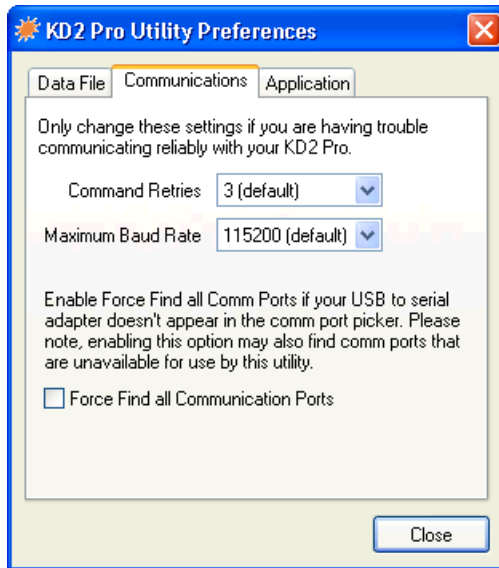 KD2 Pro Utility Preferences
Data File Communications Application
Only change these settings if you are having trouble
communicating reliably with your KD2 Pro.
Command Retries 3 (default)
Maximum Baud Rate 115200 (default)
Enable Force Find all Comm Ports if your USB to serial
adapter doesn't appear in the comm port picker. Please
note, enabling this option may also find comm ports that
are unavailable for use by this utility.
Force Find all Communication Ports
Close